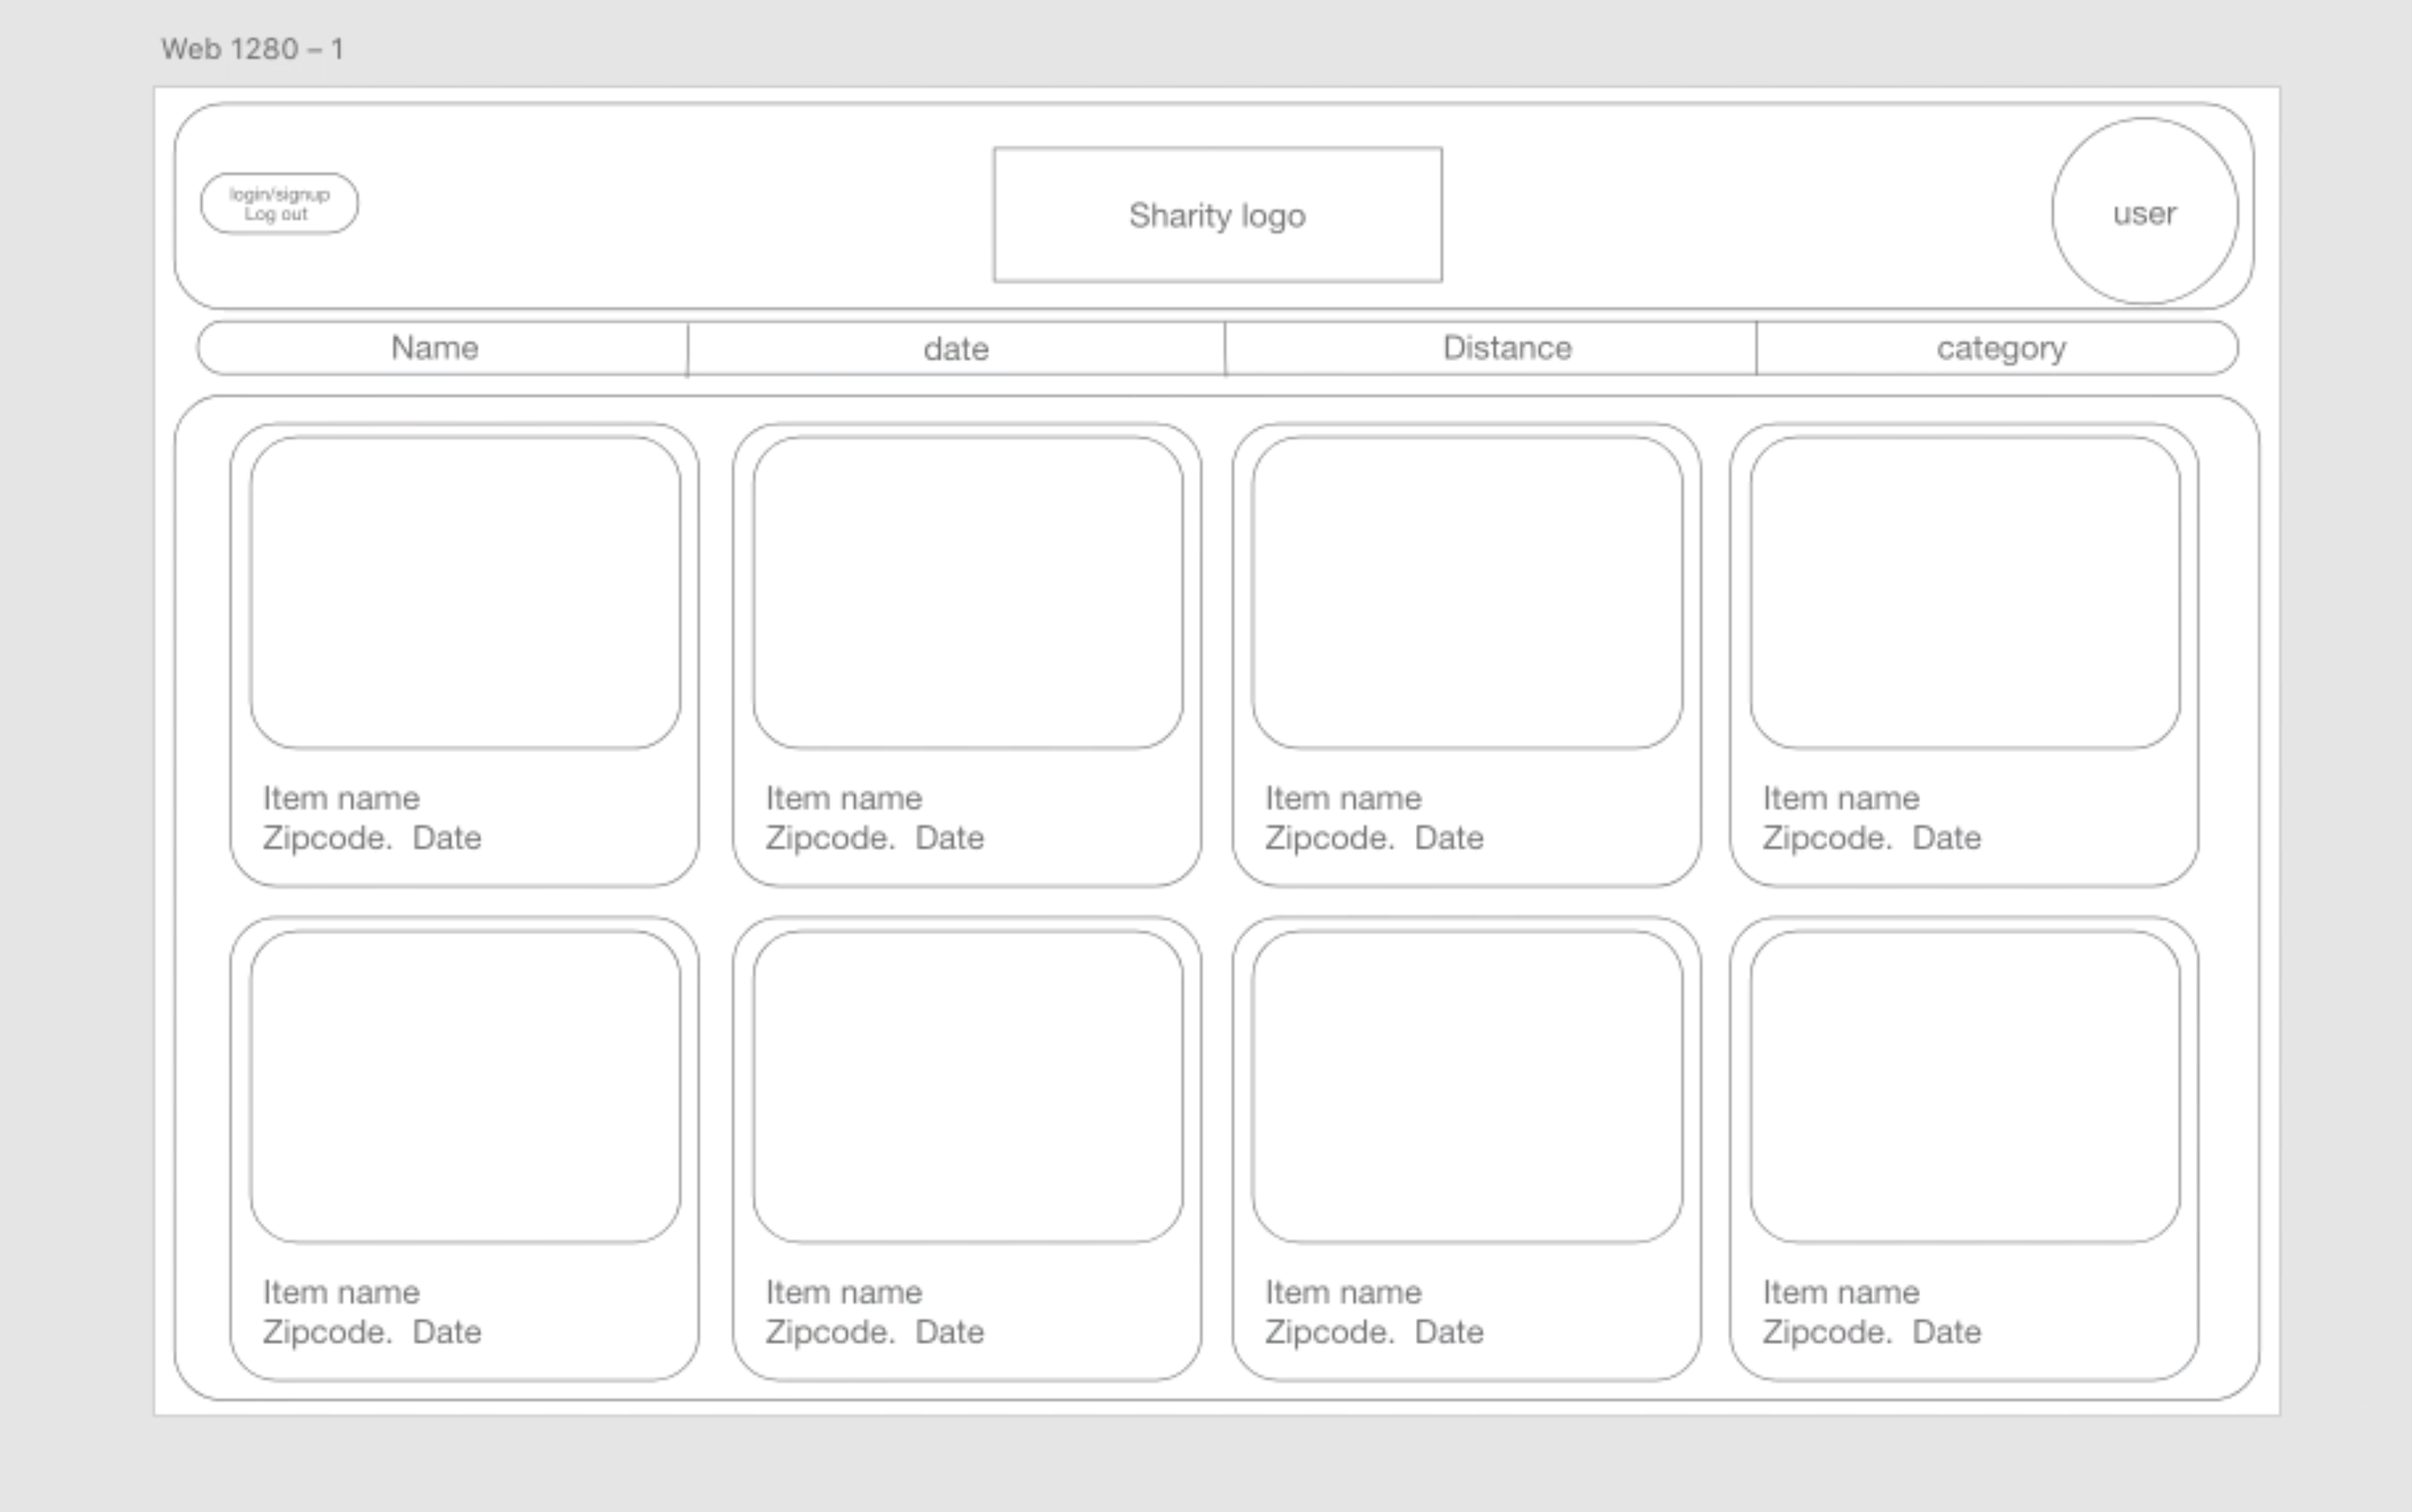 Web 1280 – 1
login/signup
Log out
Sharity logo
user
Name
date
Distance
category
Item name
Zipcode.  Date
Item name
Zipcode.  Date
Item name
Zipcode.  Date
Item name
Zipcode.  Date
Item name
Zipcode.  Date
Item name
Zipcode.  Date
Item name
Zipcode.  Date
Item name
Zipcode.  Date